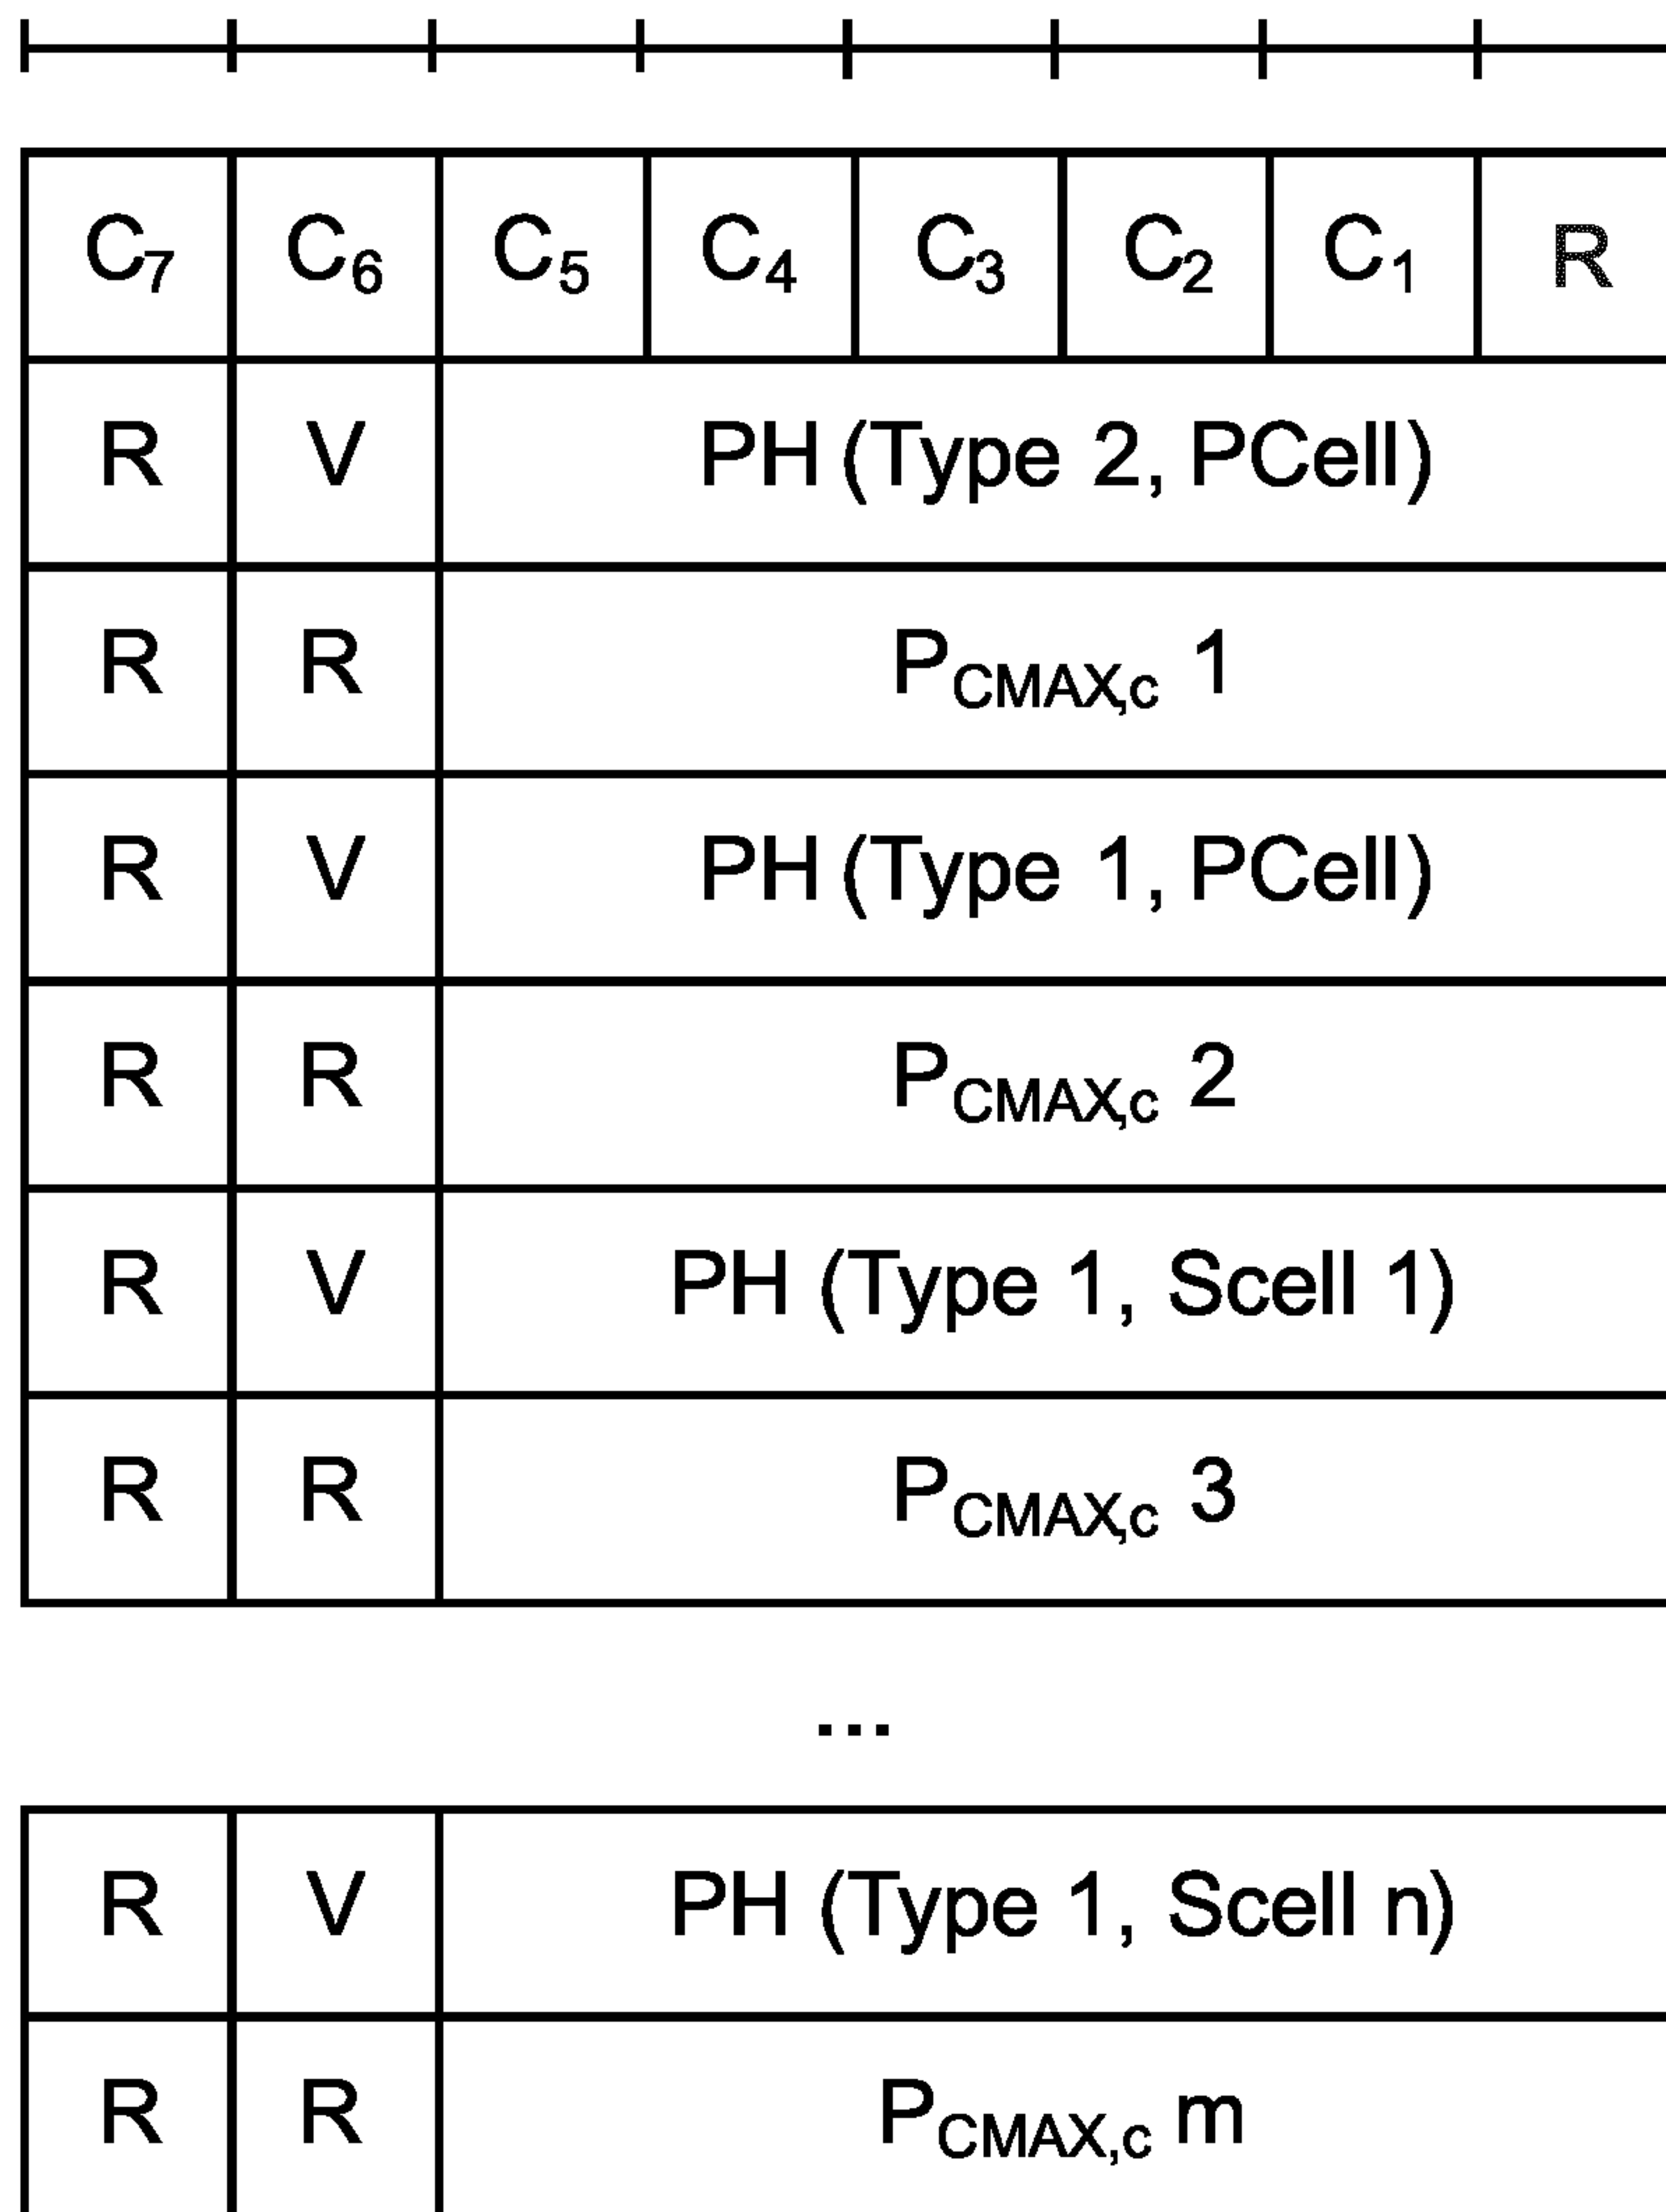 C7 C6 C5 C4 C3 C2 C1 R
R V PH (Type 2, PCell)
R R PCMAX,c 1
R V PH (Type 1, PCell)
R R PCMAX,c 2
R V PH (Type 1, Scell 1)
R R PCMAX,c 3
...
R V PH (Type 1, Scell n)
R R PCMAX,c m